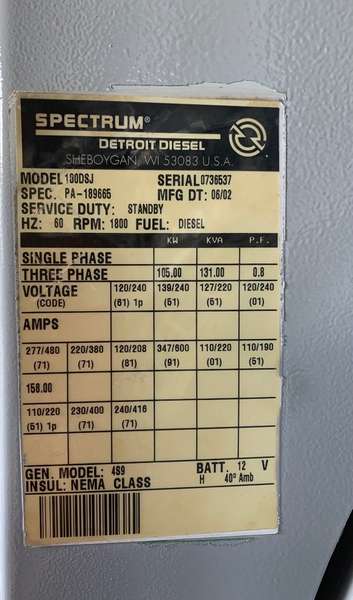 SPECTRUM®
DETROIT DIESEL
SHEBOYGAN, WI 53083 U.S.A.
MODEL 100DSJ SERIAL 0736537
SPEC. PA-189665 MFG DT: 06/02
SERVICE DUTY: STANDBY
HZ: 60 RPM: 1800 FUEL: DIESEL
KW KVA P.F.
SINGLE PHASE
THREE PHASE 105.00 131.00 0.8
VOLTAGE 120/240 139/240 127/220 120/240
(CODE) (61) 1p (51) (51) (01)
AMPS
277/480 220/380 120/208 347/600 110/220 110/190
(71) (71) (81) (91) (01) (51)
158.00
110/220 230/400 240/416
(51) 1p (71) (71)
GEN. MODEL: 4S9 BATT. 12 V
INSUL: NEMA CLASS H 40° Amb